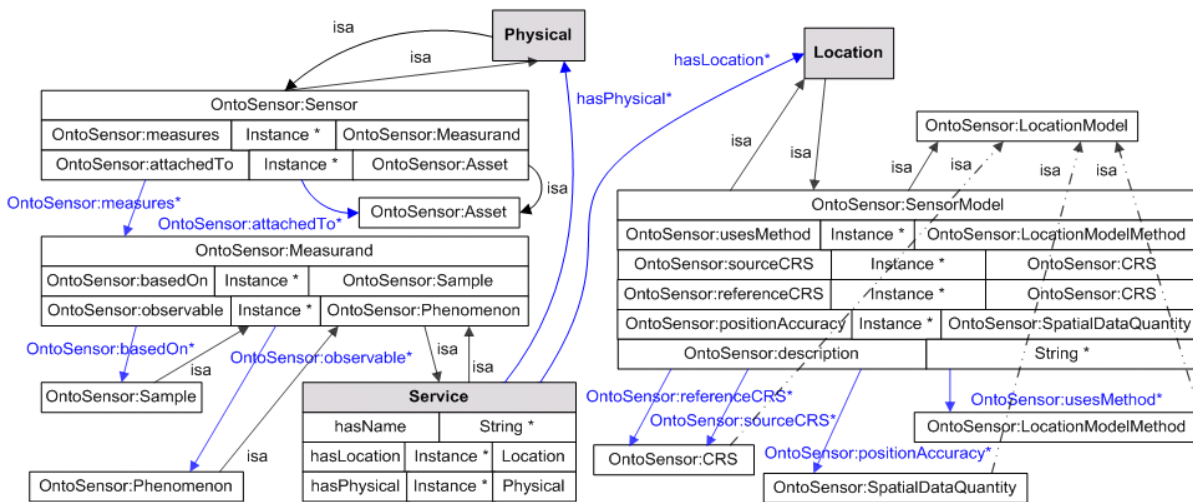 isa
Physical
isa
hasPhysical*
hasLocation*
Location
OntoSensor:Sensor
OntoSensor:measures Instance * OntoSensor:Measurand
OntoSensor:attachedTo Instance * OntoSensor:Asset
isa
OntoSensor:measures*
OntoSensor:attachedTo*
OntoSensor:Asset
OntoSensor:Measurand
OntoSensor:basedOn Instance * OntoSensor:Sample
OntoSensor:observable Instance * OntoSensor:Phenomenon
OntoSensor:basedOn*
isa
OntoSensor:observable*
isa
isa
OntoSensor:Sample
isa
OntoSensor:Phenomenon
Service
hasName String *
hasLocation Instance * Location
hasPhysical Instance * Physical
isa
isa
OntoSensor:LocationModel
isa
isa
isa
OntoSensor:SensorModel
OntoSensor:usesMethod Instance * OntoSensor:LocationModelMethod
OntoSensor:sourceCRS Instance * OntoSensor:CRS
OntoSensor:referenceCRS Instance * OntoSensor:CRS
OntoSensor:positionAccuracy Instance * OntoSensor:SpatialDataQuantity
OntoSensor:description String *
OntoSensor:referenceCRS*
OntoSensor:sourceCRS*
OntoSensor:usesMethod*
OntoSensor:LocationModelMethod
OntoSensor:CRS
OntoSensor:positionAccuracy*
OntoSensor:SpatialDataQuantity